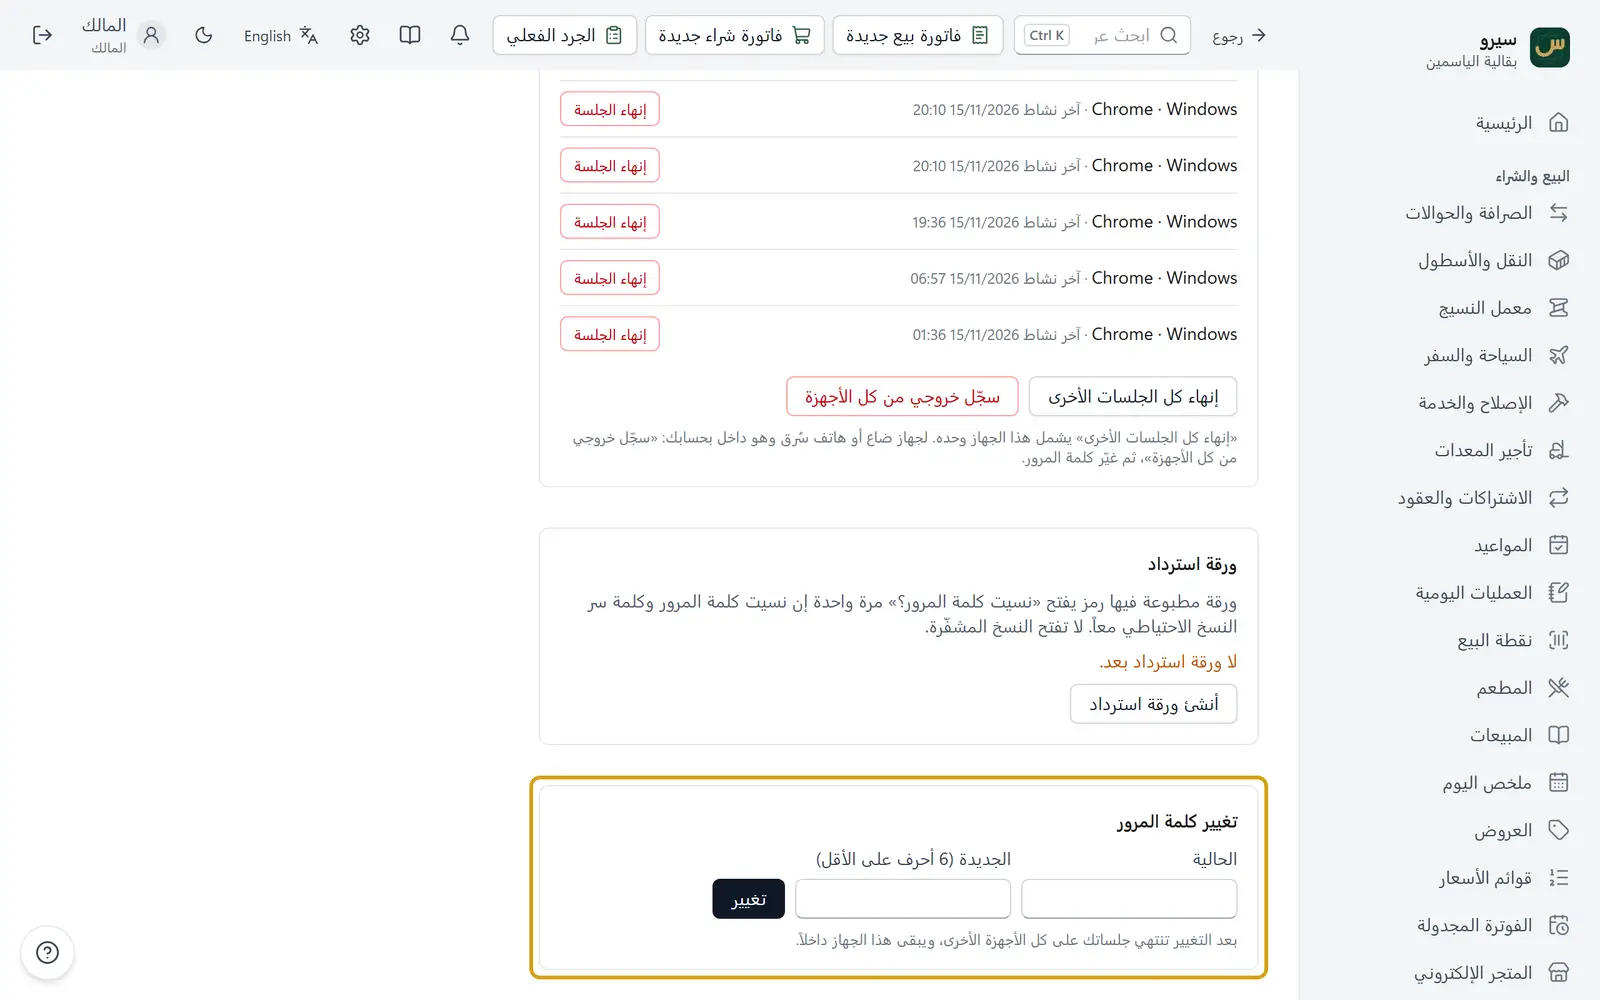 سيرو
بقالية الياسمين
رجوع
ابحث عر
Ctrl K
فاتورة بيع جديدة
فاتورة شراء جديدة
الجرد الفعلي
English
المالك
المالك
الرئيسية
البيع والشراء
الصرافة والحوالات
النقل والأسطول
معمل النسيج
السياحة والسفر
الإصلاح والخدمة
تأجير المعدات
الاشتراكات والعقود
المواعيد
العمليات اليومية
نقطة البيع
المطعم
المبيعات
ملخص اليوم
العروض
قوائم الأسعار
الفوترة المجدولة
المتجر الإلكتروني
Chrome · Windows · آخر نشاط 15/11/2026 20:10
إنهاء الجلسة
Chrome · Windows · آخر نشاط 15/11/2026 20:10
إنهاء الجلسة
Chrome · Windows · آخر نشاط 15/11/2026 19:36
إنهاء الجلسة
Chrome · Windows · آخر نشاط 15/11/2026 06:57
إنهاء الجلسة
Chrome · Windows · آخر نشاط 15/11/2026 01:36
إنهاء الجلسة
إنهاء كل الجلسات الأخرى
سجّل خروجي من كل الأجهزة
«إنهاء كل الجلسات الأخرى» يشمل هذا الجهاز وحده. لجهاز ضاع أو هاتف سُرق وهو داخل بحسابك: «سجّل خروجي
من كل الأجهزة»، ثم غيّر كلمة المرور.
ورقة استرداد
ورقة مطبوعة فيها رمز يفتح «نسيت كلمة المرور؟» مرة واحدة إن نسيت كلمة المرور وكلمة سر
النسخ الاحتياطي معاً. لا تفتح النسخ المشفّرة.
لا ورقة استرداد بعد.
أنشئ ورقة استرداد
تغيير كلمة المرور
الحالية
الجديدة (6 أحرف على الأقل)
تغيير
بعد التغيير تنتهي جلساتك على كل الأجهزة الأخرى، ويبقى هذا الجهاز داخلاً.